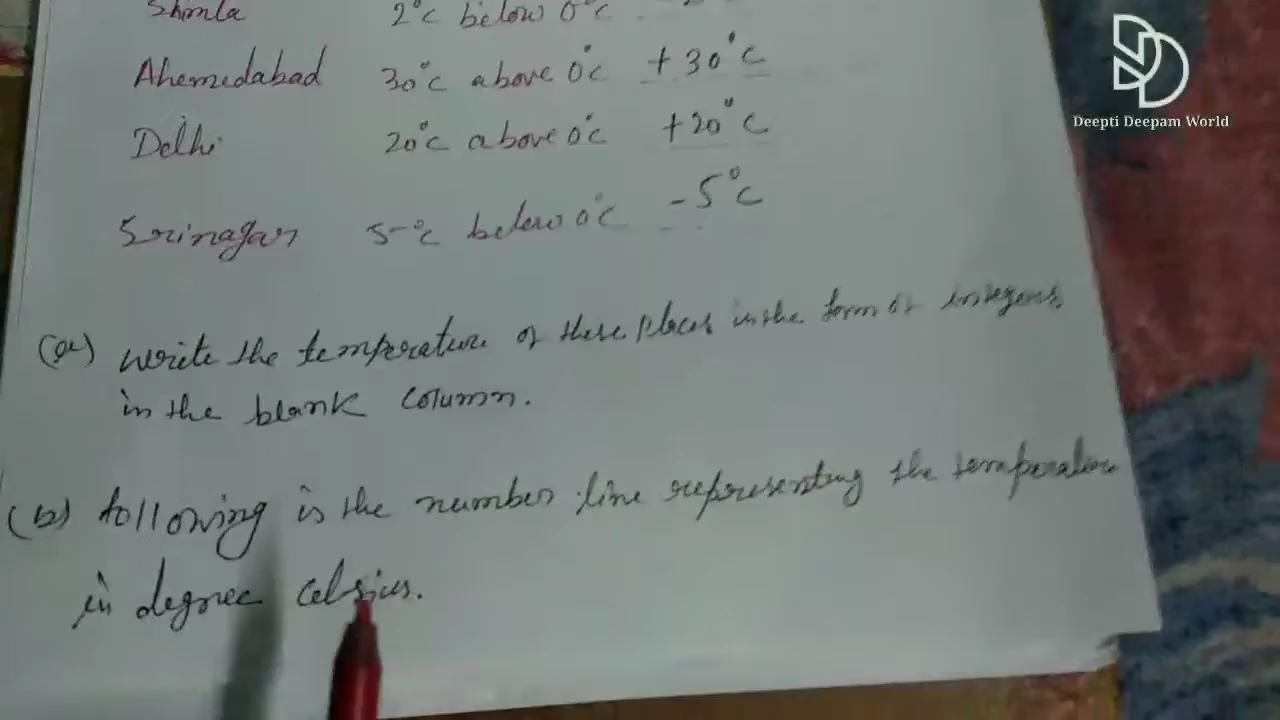 Shimla 2°c below 0°c
Ahemedabad 30°c above 0°c +30°c
Delhi 20°c above 0°c +20°c
Srinagar 5°c below 0°c -5°c
(a) write the temperature of these places in the form of integers
in the blank column.
(b) following is the number line representing the temperature
in degree celsius.
DD
Deepti Deepam World